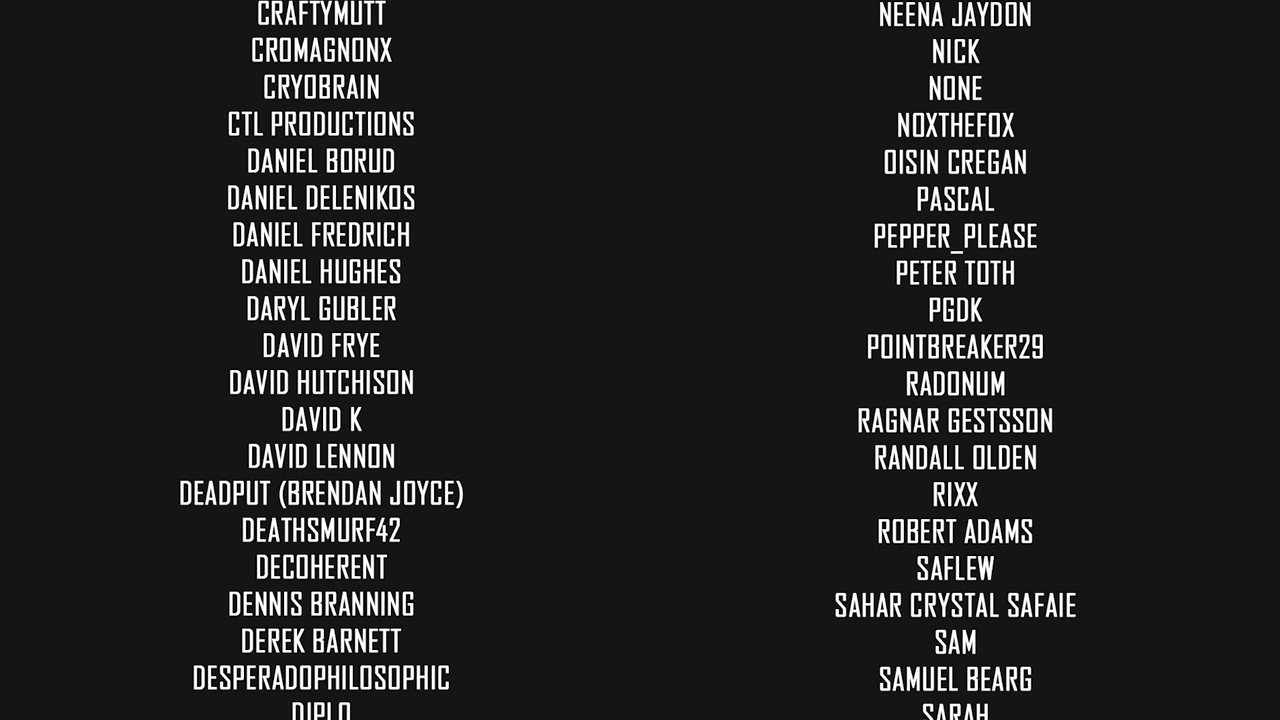 CRAFTYMUTT
CROMAGNONX
CRYOBRAIN
CTL PRODUCTIONS
DANIEL BORUD
DANIEL DELENIKOS
DANIEL FREDRICH
DANIEL HUGHES
DARYL GUBLER
DAVID FRYE
DAVID HUTCHISON
DAVID K
DAVID LENNON
DEADPUT (BRENDAN JOYCE)
DEATHSMURF42
DECOHERENT
DENNIS BRANNING
DEREK BARNETT
DESPERADOPHILOSOPHIC
DIPLO
NEENA JAYDON
NICK
NONE
NOXTHEFOX
OISIN CREGAN
PASCAL
PEPPER_PLEASE
PETER TOTH
PGDK
POINTBREAKER29
RADONUM
RAGNAR GESTSSON
RANDALL OLDEN
RIXX
ROBERT ADAMS
SAFLEW
SAHAR CRYSTAL SAFAIE
SAM
SAMUEL BEARG
SARAH